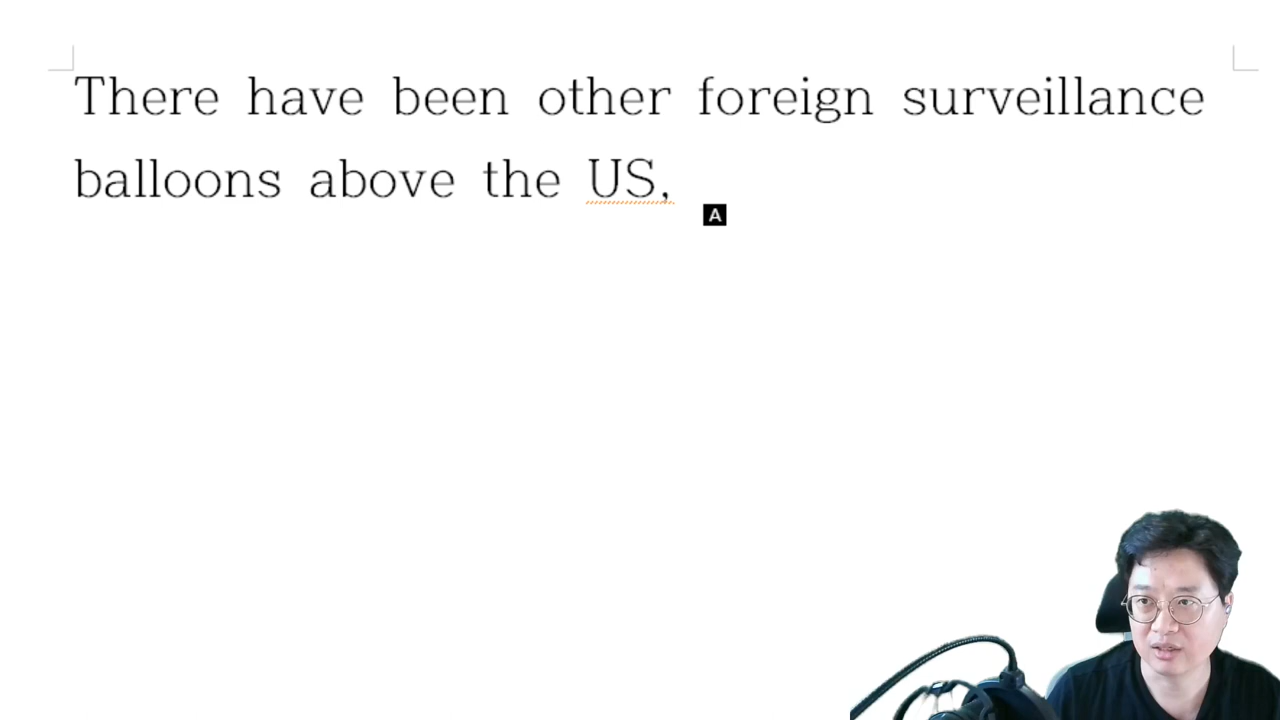 There have been other foreign surveillance
balloons above the US,
A